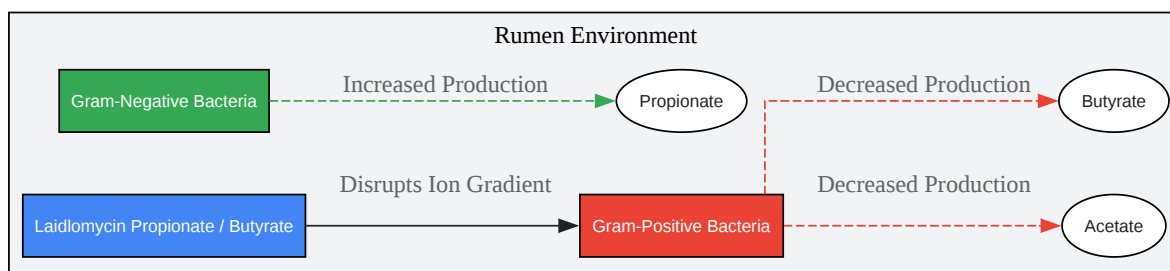 Rumen Environment
Gram-Negative Bacteria
Increased Production
Propionate
Decreased Production
Butyrate
Laidlomycin Propionate / Butyrate
Disrupts Ion Gradient
Gram-Positive Bacteria
Decreased Production
Acetate